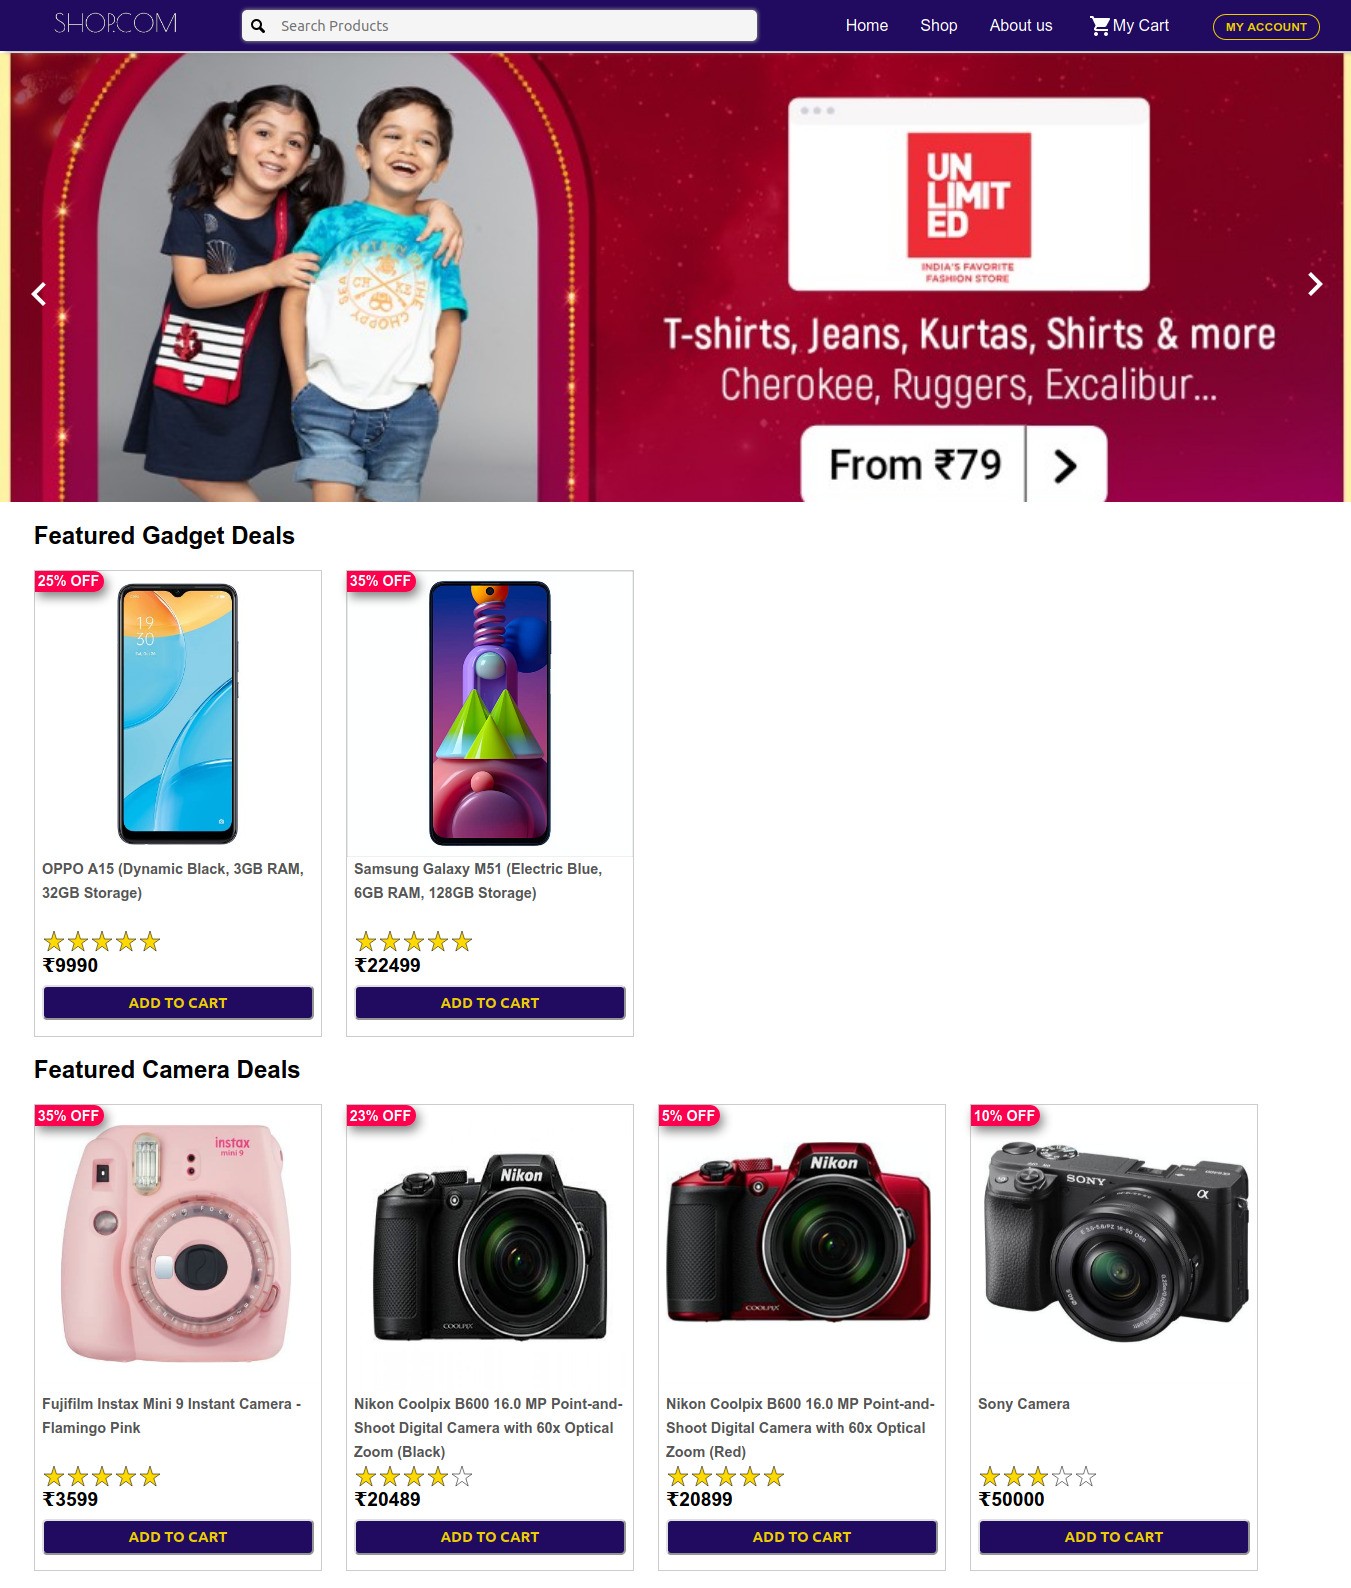 SHOP.COM
Search Products
Home
Shop
About us
My Cart
MY ACCOUNT
UN
LIMIT
ED
INDIA'S FAVORITE
FASHION STORE
T-shirts, Jeans, Kurtas, Shirts & more
Cherokee, Ruggers, Excalibur...
From ₹79
Featured Gadget Deals
25% OFF
19
30
OPPO A15 (Dynamic Black, 3GB RAM,
32GB Storage)
₹9990
ADD TO CART
35% OFF
Samsung Galaxy M51 (Electric Blue,
6GB RAM, 128GB Storage)
₹22499
ADD TO CART
Featured Camera Deals
35% OFF
instax
mini 9
Fujifilm Instax Mini 9 Instant Camera -
Flamingo Pink
₹3599
ADD TO CART
23% OFF
Nikon
COOLPIX
Nikon Coolpix B600 16.0 MP Point-and-
Shoot Digital Camera with 60x Optical
Zoom (Black)
₹20489
ADD TO CART
5% OFF
Nikon
COOLPIX
Nikon Coolpix B600 16.0 MP Point-and-
Shoot Digital Camera with 60x Optical
Zoom (Red)
₹20899
ADD TO CART
10% OFF
SONY
α
Sony Camera
₹50000
ADD TO CART